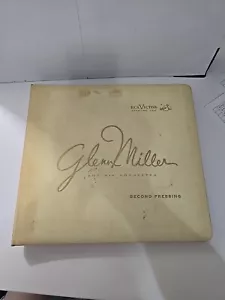 RCA VICTOR
Glenn Miller
AND HIS ORCHESTRA
SECOND PRESSING